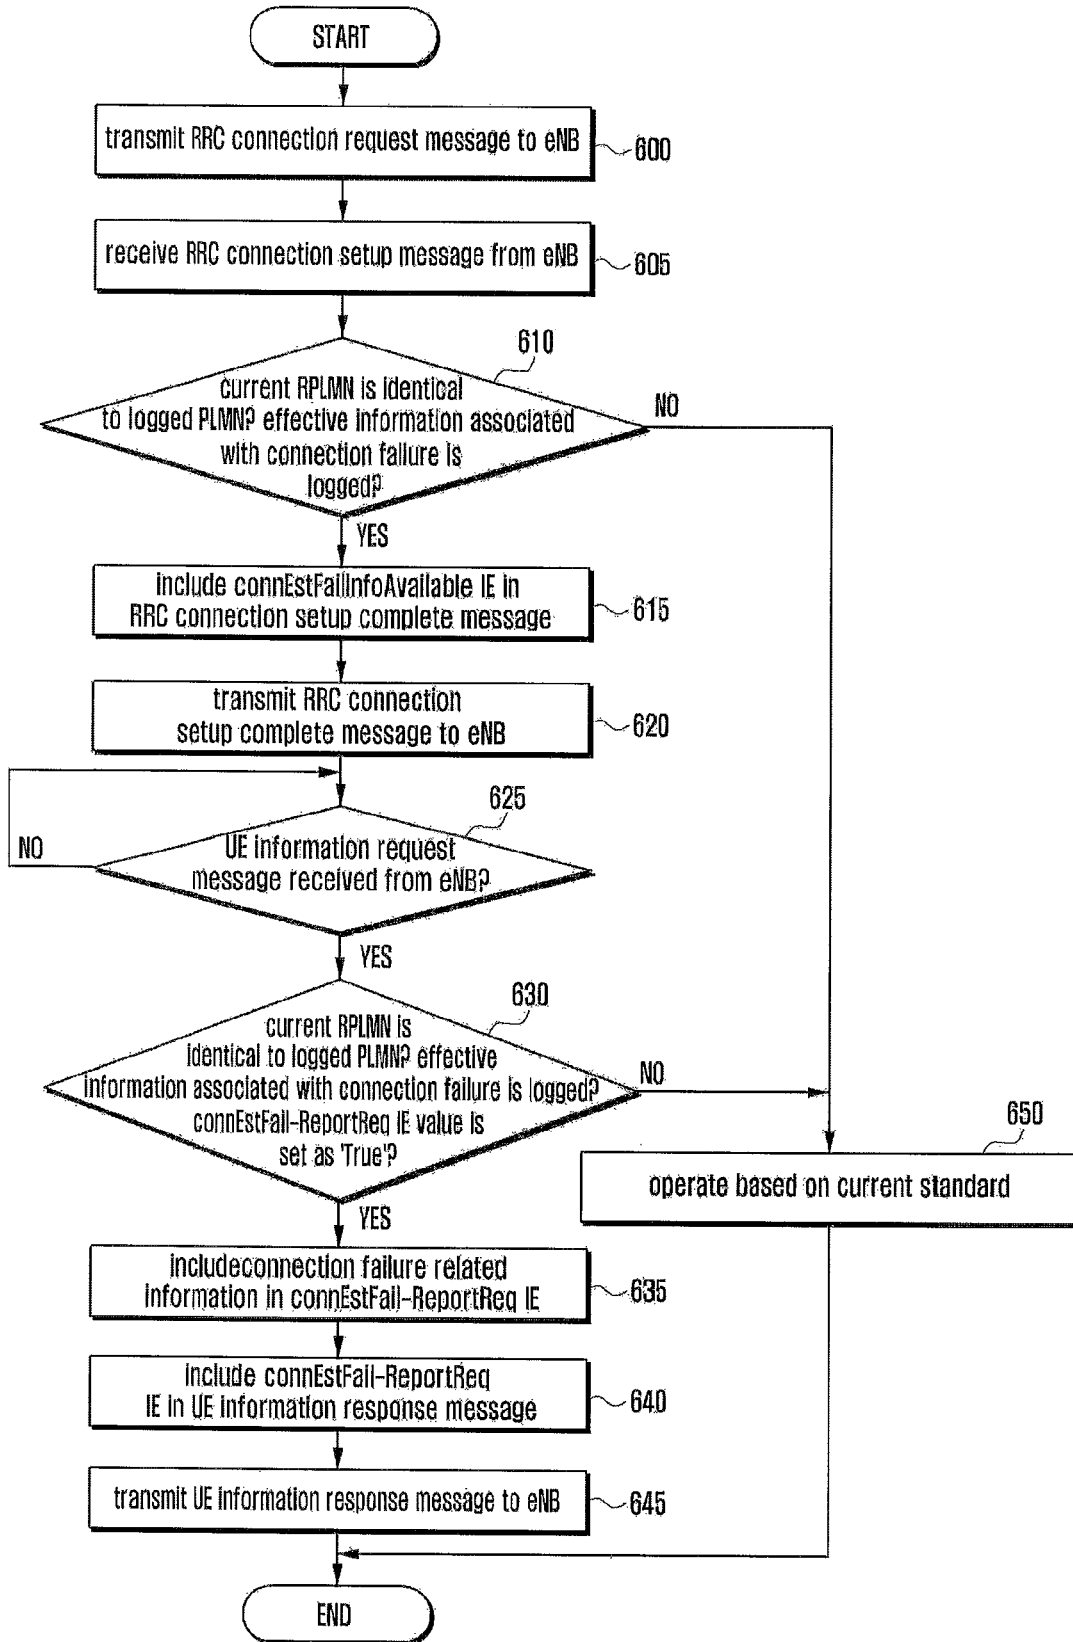 START
transmit RRC connection request message to eNB
600
receive RRC connection setup message from eNB
605
610
current RPLMN is identical
to logged PLMN? effective information associated
with connection failure is
logged?
NO
YES
include connEstFailInfoAvailable IE in
RRC connection setup complete message
615
transmit RRC connection
setup complete message to eNB
620
625
NO
UE information request
message received from eNB?
YES
630
current RPLMN is
identical to logged PLMN? effective
information associated with connection failure is logged?
connEstFail-ReportReq IE value is
set as 'True'?
NO
650
operate based on current standard
YES
includeconnection failure related
information in connEstFail-ReportReq IE
635
include connEstFail-ReportReq
IE in UE information response message
640
transmit UE information response message to eNB
645
END